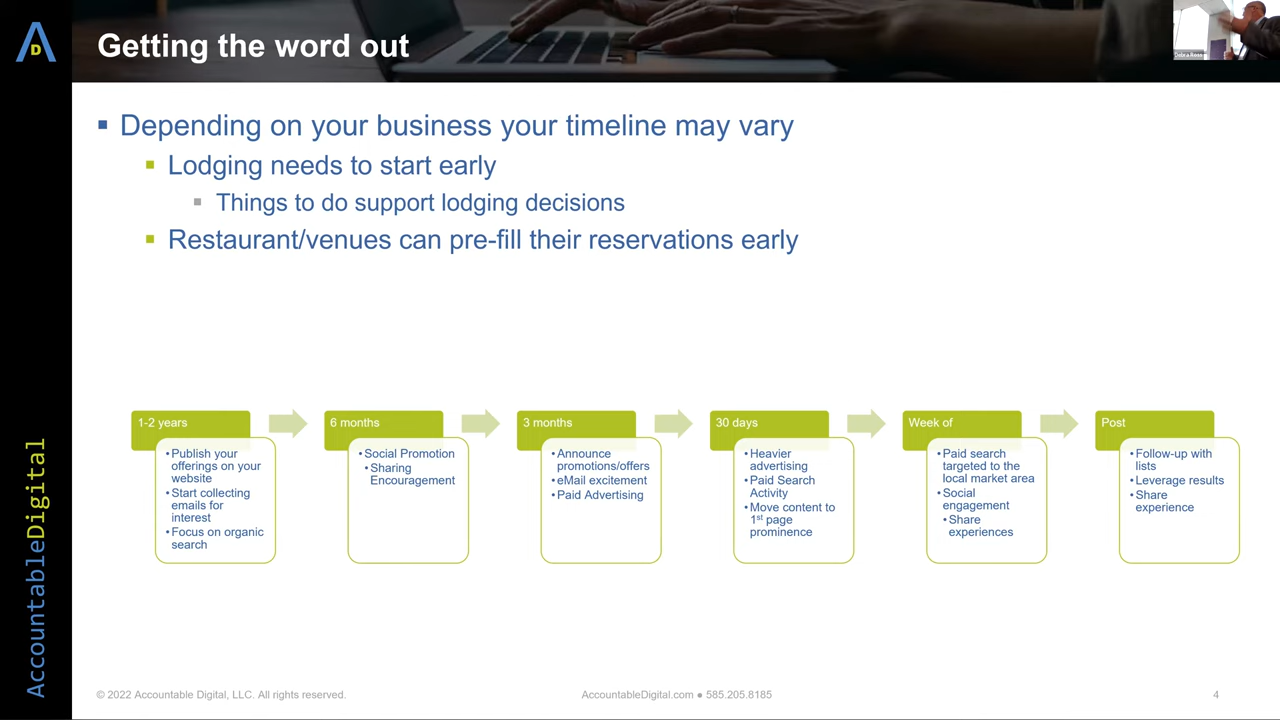 D
Getting the word out
Debra Ross
▪ Depending on your business your timeline may vary
▪ Lodging needs to start early
▪ Things to do support lodging decisions
▪ Restaurant/venues can pre-fill their reservations early
1-2 years
•Publish your
offerings on your
website
•Start collecting
emails for
interest
•Focus on organic
search
6 months
•Social Promotion
•Sharing
Encouragement
3 months
•Announce
promotions/offers
•eMail excitement
•Paid Advertising
30 days
•Heavier
advertising
•Paid Search
Activity
•Move content to
1st page
prominence
Week of
•Paid search
targeted to the
local market area
•Social
engagement
•Share
experiences
Post
•Follow-up with
lists
•Leverage results
•Share
experience
AccountableDigital
© 2022 Accountable Digital, LLC. All rights reserved.
AccountableDigital.com ● 585.205.8185
4